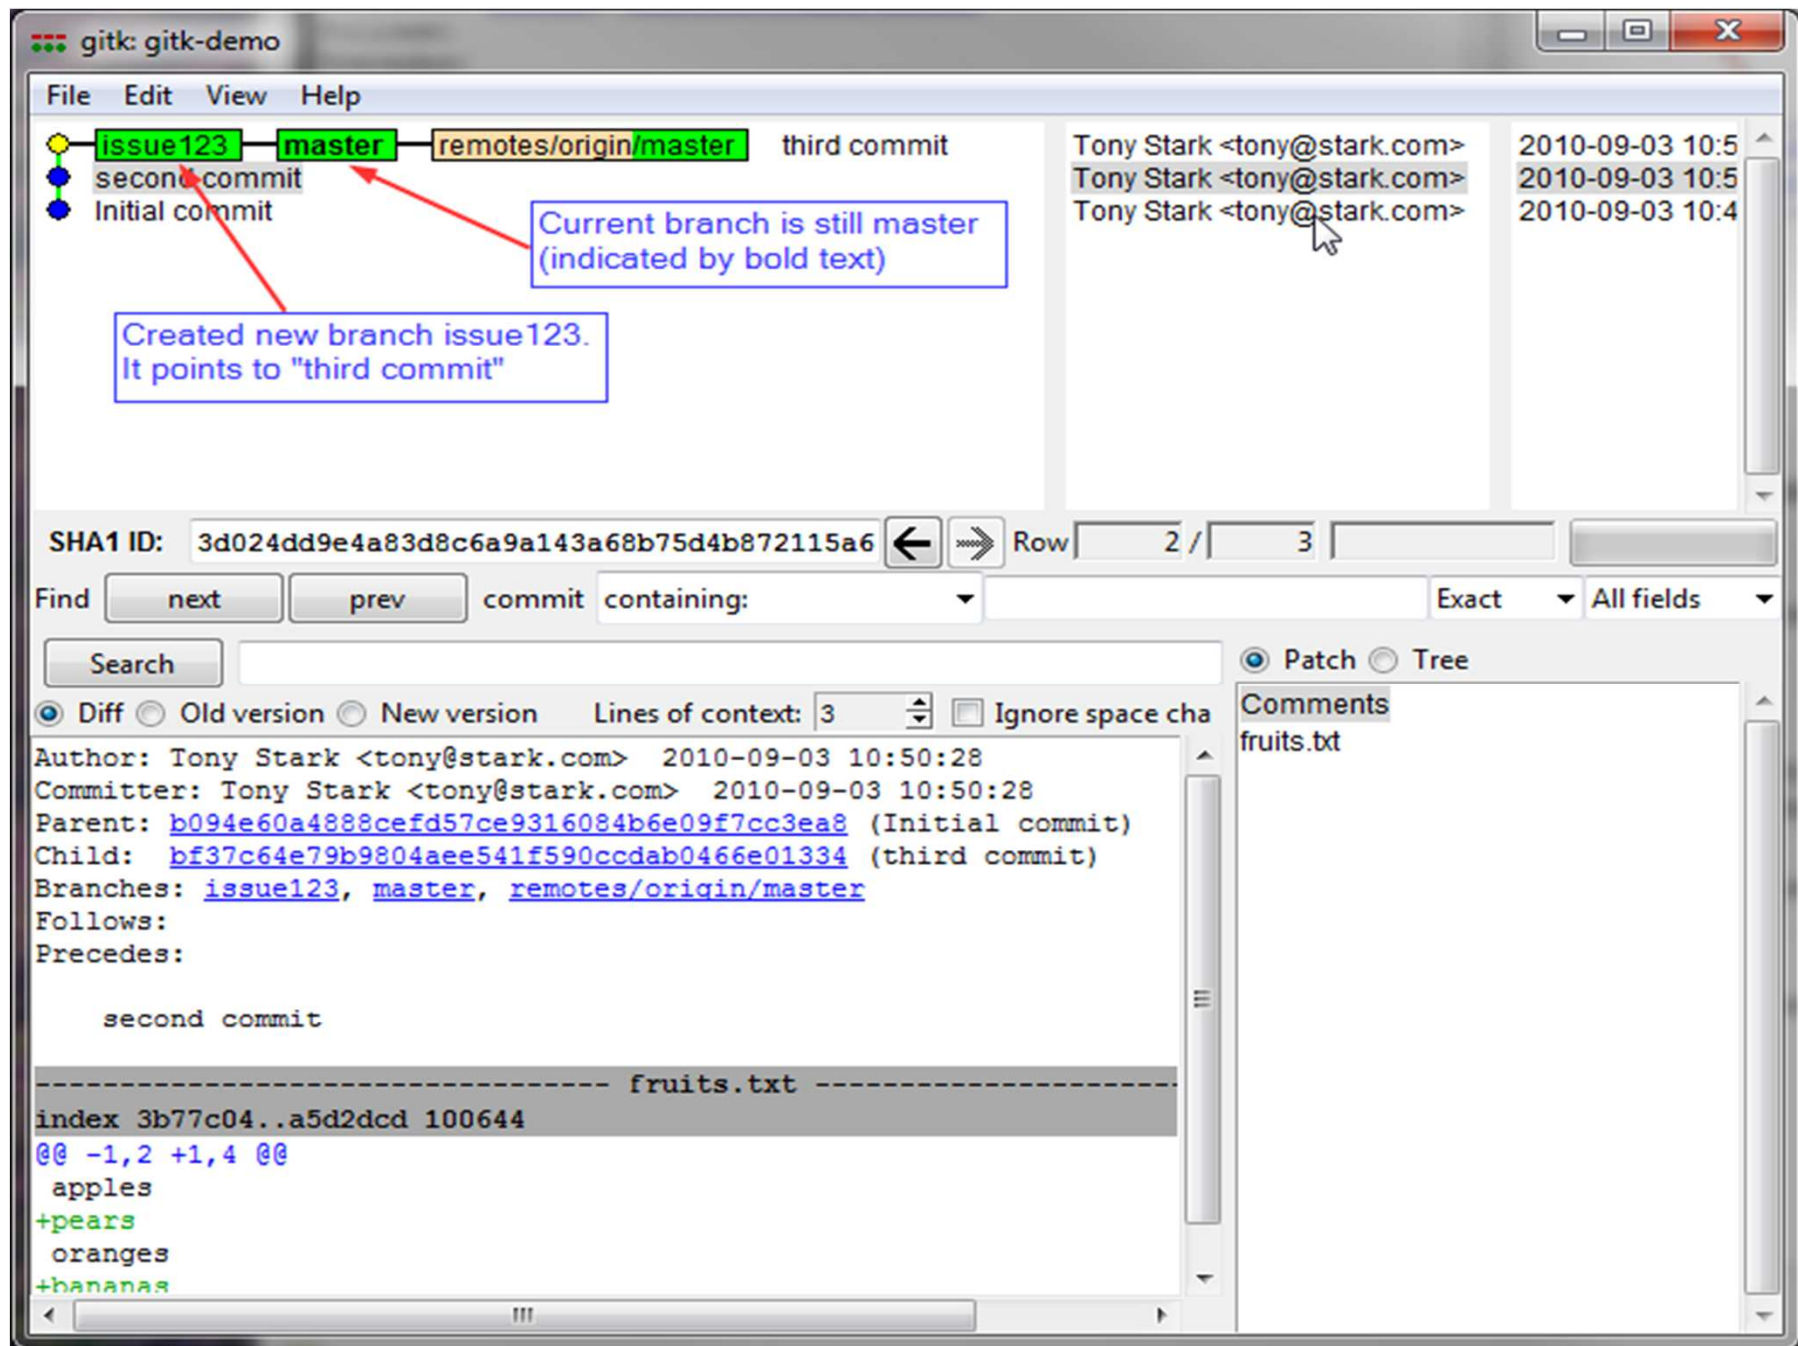 gitk: gitk-demo
File Edit View Help
issue123 master remotes/origin/master third commit Tony Stark <tony@stark.com> 2010-09-03 10:5
second commit Tony Stark <tony@stark.com> 2010-09-03 10:5
Initial commit Tony Stark <tony@stark.com> 2010-09-03 10:4
Current branch is still master
(indicated by bold text)
Created new branch issue123.
It points to "third commit"
SHA1 ID: 3d024dd9e4a83d8c6a9a143a68b75d4b872115a6 Row 2 / 3
Find next prev commit containing: Exact All fields
Search
Patch Tree
Diff Old version New version Lines of context: 3 Ignore space cha
Comments
fruits.txt
Author: Tony Stark <tony@stark.com> 2010-09-03 10:50:28
Committer: Tony Stark <tony@stark.com> 2010-09-03 10:50:28
Parent: b094e60a4888cefd57ce9316084b6e09f7cc3ea8 (Initial commit)
Child: bf37c64e79b9804aee541f590ccdab0466e01334 (third commit)
Branches: issue123, master, remotes/origin/master
Follows:
Precedes:
second commit
---------------------------------- fruits.txt ----------------------
index 3b77c04..a5d2dcd 100644
@@ -1,2 +1,4 @@
apples
+pears
oranges
+bananas